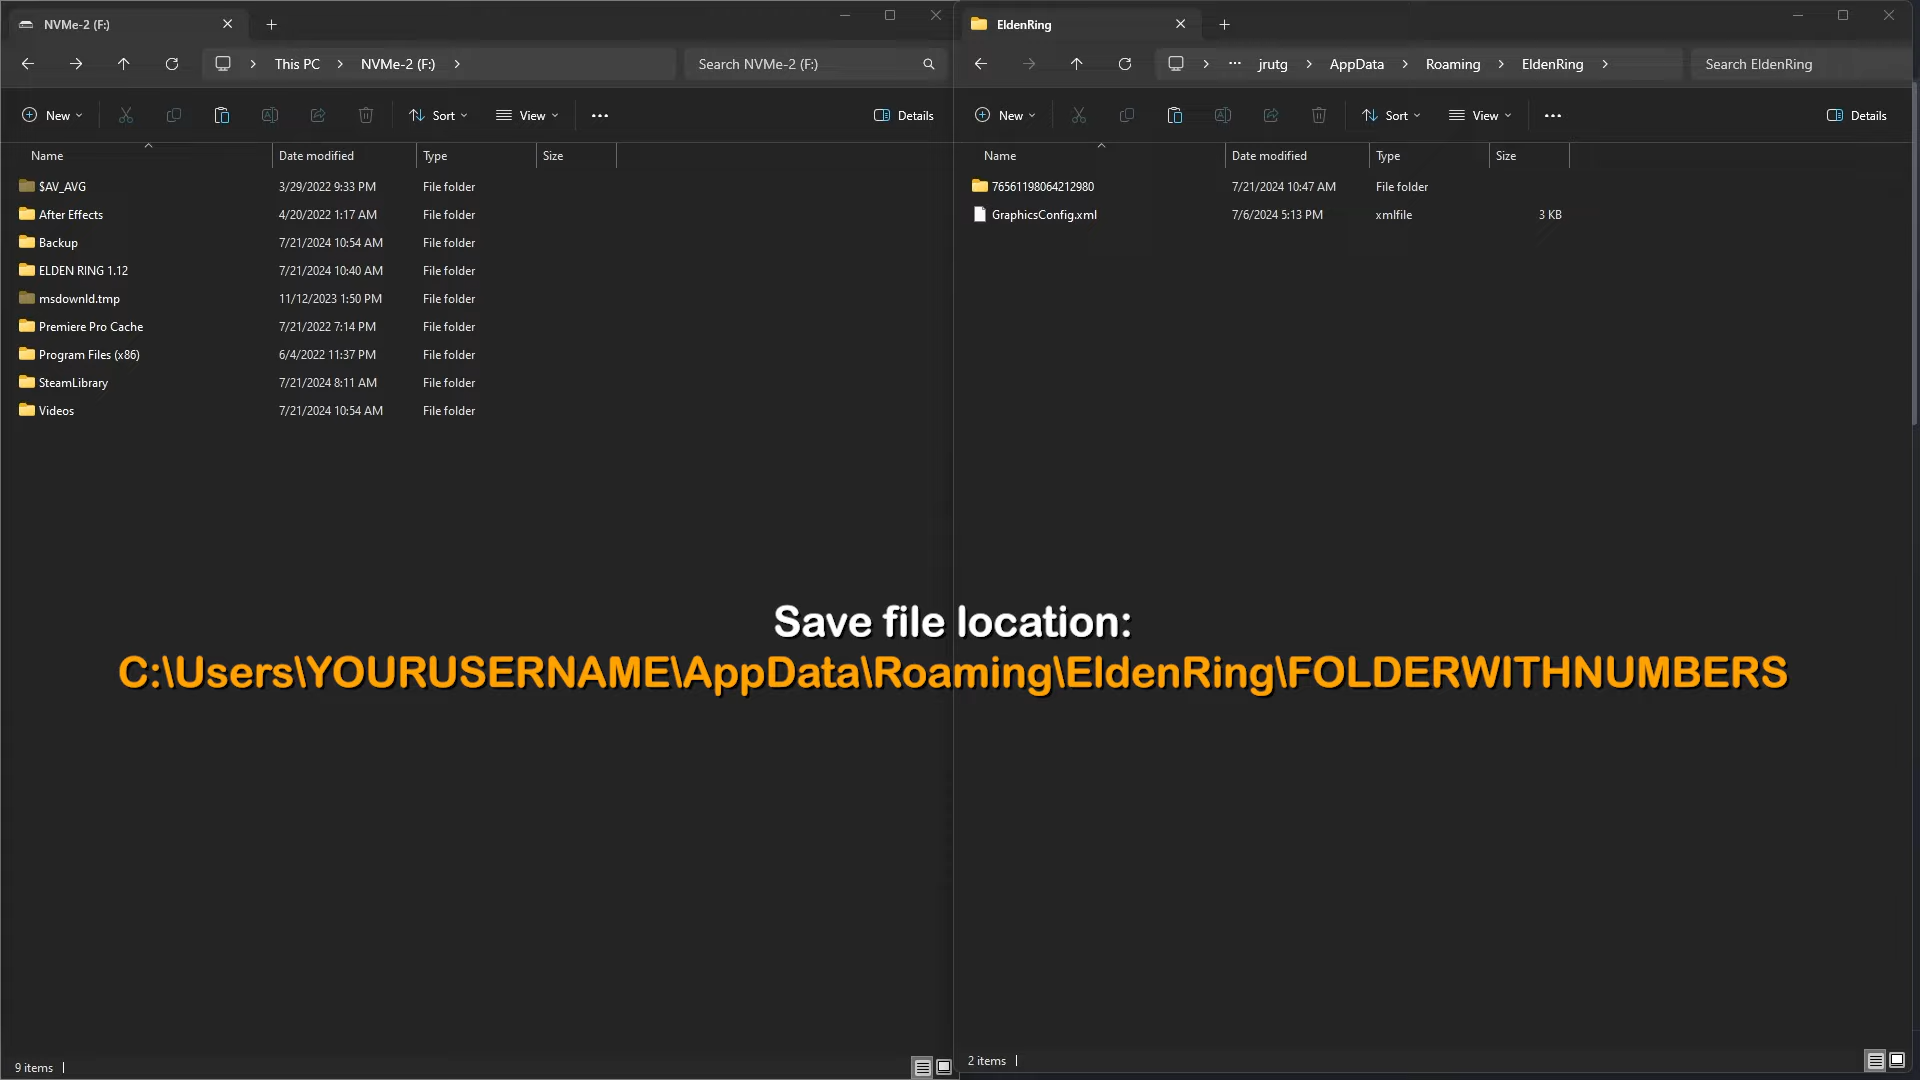 NVMe-2 (F:)
This PC > NVMe-2 (F:) >
Search NVMe-2 (F:)
New
Sort
View
Details
Name
Date modified
Type
Size
$AV_AVG 3/29/2022 9:33 PM File folder
After Effects 4/20/2022 1:17 AM File folder
Backup 7/21/2024 10:54 AM File folder
ELDEN RING 1.12 7/21/2024 10:40 AM File folder
msdownld.tmp 11/12/2023 1:50 PM File folder
Premiere Pro Cache 7/21/2022 7:14 PM File folder
Program Files (x86) 6/4/2022 11:37 PM File folder
SteamLibrary 7/21/2024 8:11 AM File folder
Videos 7/21/2024 10:54 AM File folder
9 items
EldenRing
jrutg > AppData > Roaming > EldenRing >
Search EldenRing
New
Sort
View
Details
Name
Date modified
Type
Size
76561198064212980 7/21/2024 10:47 AM File folder
GraphicsConfig.xml 7/6/2024 5:13 PM xmlfile 3 KB
2 items
Save file location:
C:\Users\YOURUSERNAME\AppData\Roaming\EldenRing\FOLDERWITHNUMBERS